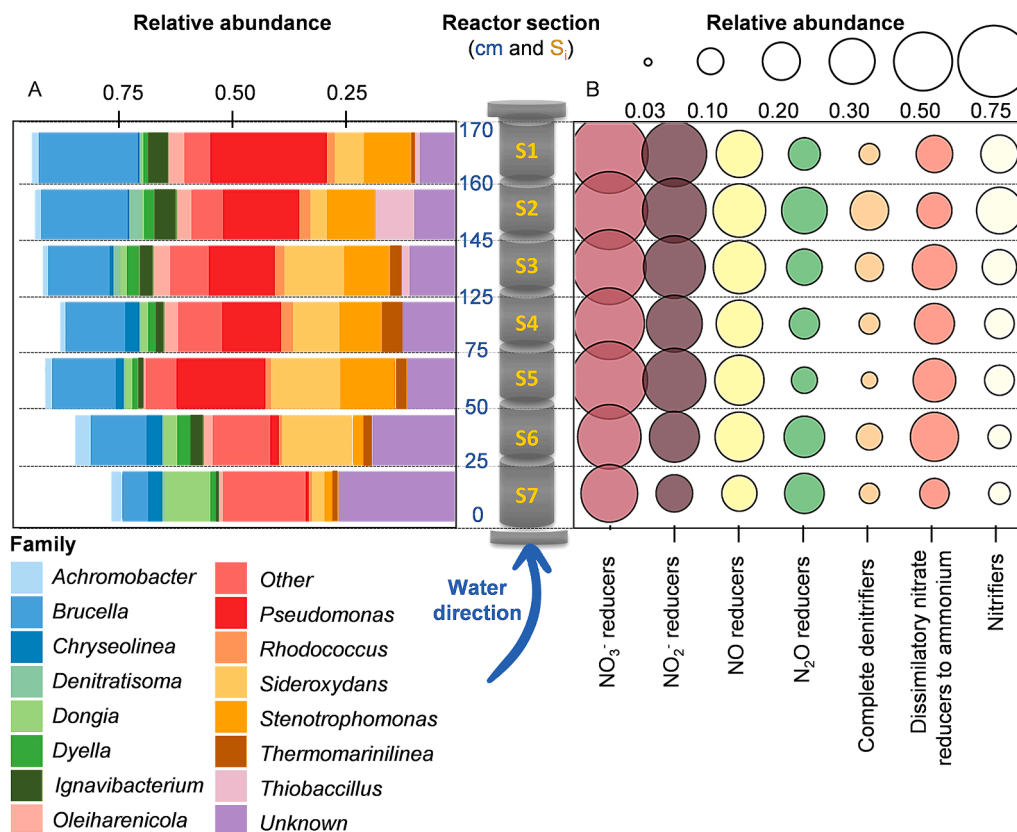 Relative abundance
Reactor section
(cm and Sᵢ)
Relative abundance
A
0.75
0.50
0.25
B
0.03
0.10
0.20
0.30
0.50
0.75
170
S1
160
S2
145
S3
125
S4
75
S5
50
S6
25
S7
0
Water
direction
Family
Achromobacter
Brucella
Chryseolinea
Denitratisoma
Dongia
Dyella
Ignavibacterium
Oleiharenicola
Other
Pseudomonas
Rhodococcus
Sideroxydans
Stenotrophomonas
Thermomarinilinea
Thiobacillus
Unknown
NO₃⁻ reducers
NO₂⁻ reducers
NO reducers
N₂O reducers
Complete denitrifiers
Dissimilatory nitrate
reducers to ammonium
Nitrifiers